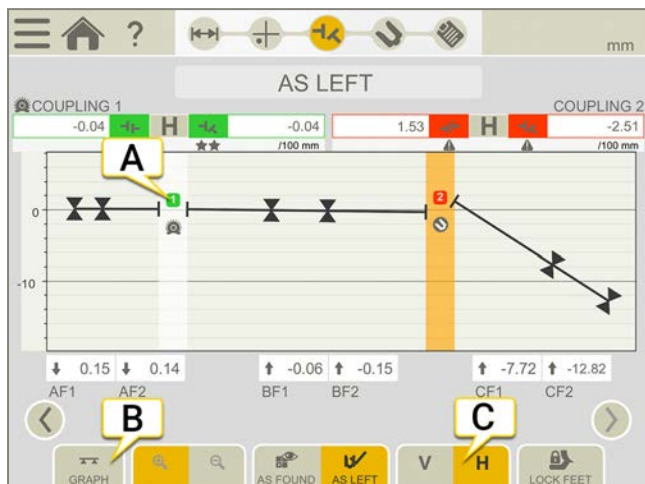 ?
mm
AS LEFT
COUPLING 1
COUPLING 2
-0.04 H -0.04
1.53 H -2.51
/100 mm
/100 mm
A
1
2
0
-10
0.15 0.14 -0.06 -0.15 -7.72 -12.82
AF1 AF2 BF1 BF2 CF1 CF2
B
C
GRAPH
AS FOUND
AS LEFT
V
H
LOCK FEET